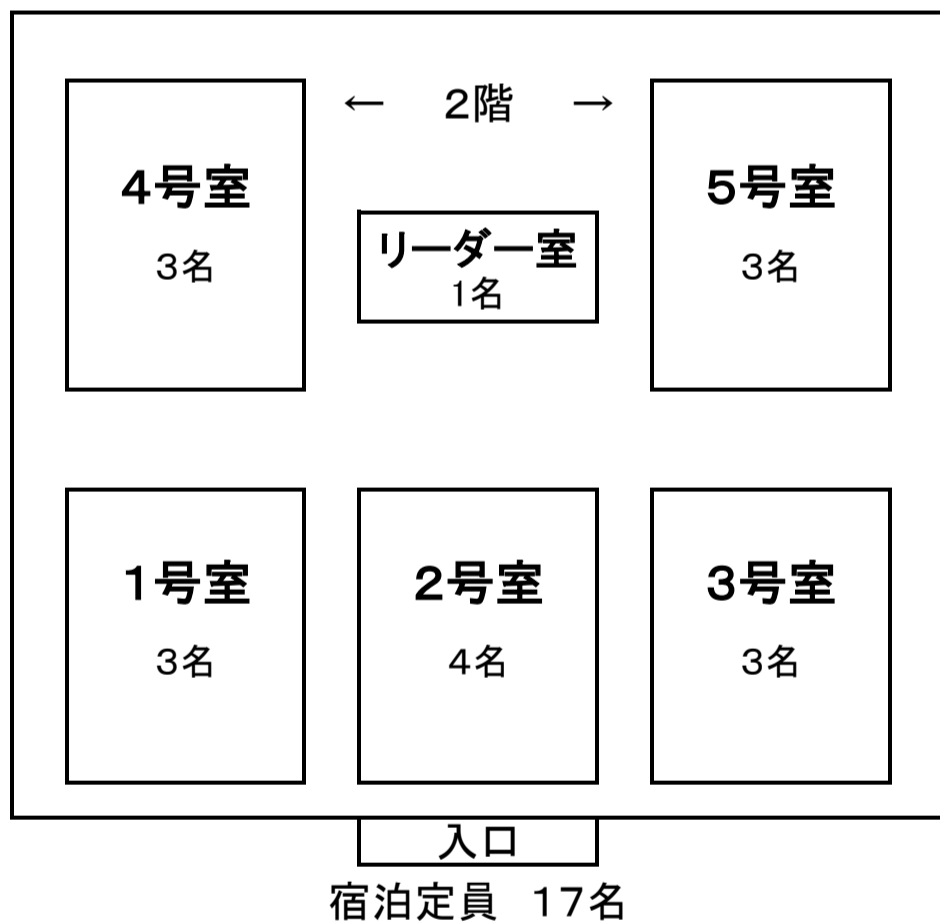 ← 2階 →
4号室
3名
リーダー室
1名
5号室
3名
1号室
3名
2号室
4名
3号室
3名
入口
宿泊定員 17名